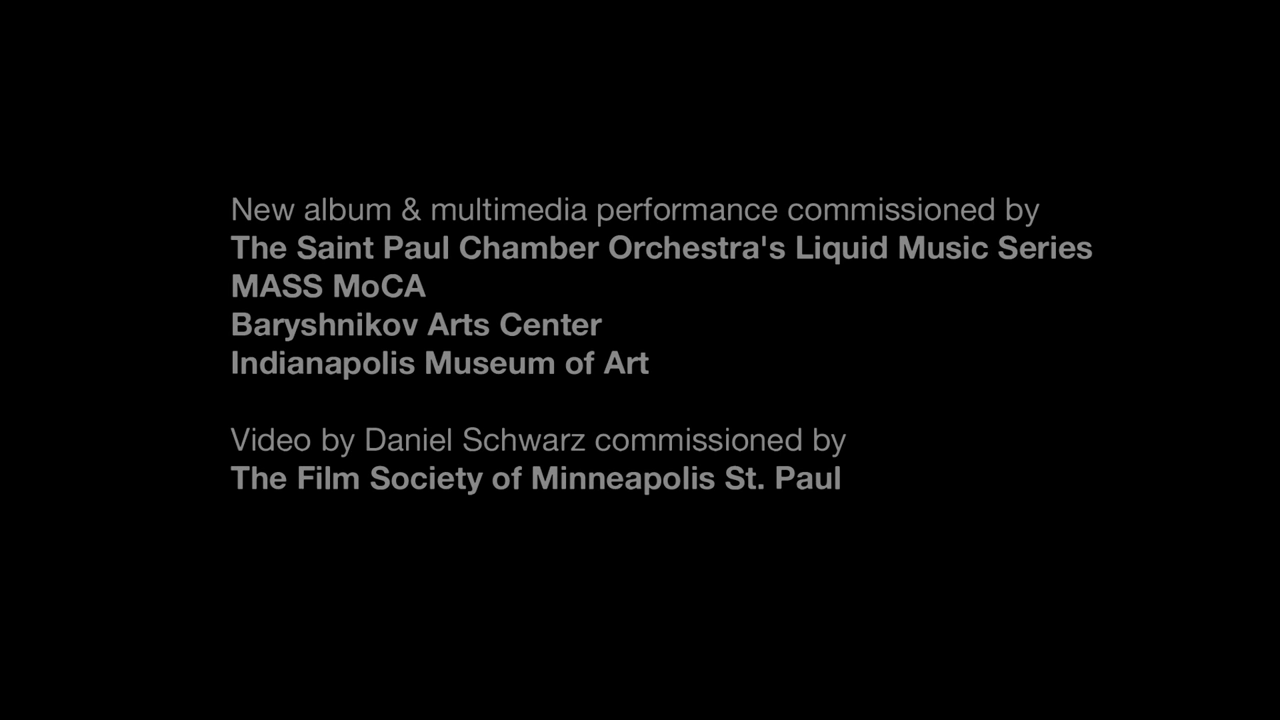 New album & multimedia performance commissioned by
The Saint Paul Chamber Orchestra's Liquid Music Series
MASS MoCA
Baryshnikov Arts Center
Indianapolis Museum of Art
Video by Daniel Schwarz commissioned by
The Film Society of Minneapolis St. Paul